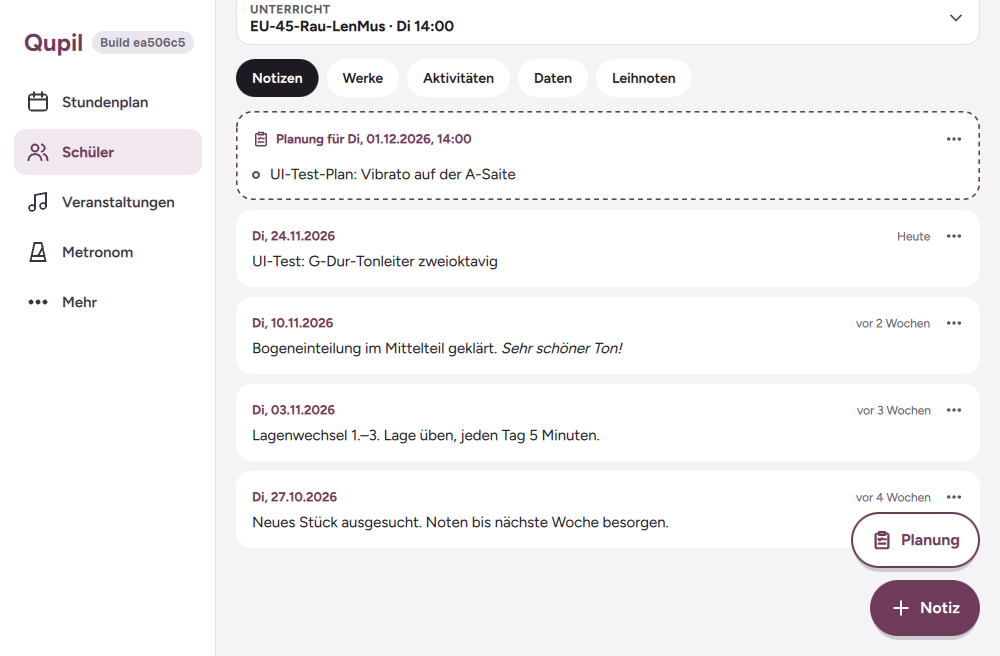 Qupil
Build ea506c5
Stundenplan
Schüler
Veranstaltungen
Metronom
Mehr
UNTERRICHT
EU-45-Rau-LenMus · Di 14:00
Notizen
Werke
Aktivitäten
Daten
Leihnoten
Planung für Di, 01.12.2026, 14:00
UI-Test-Plan: Vibrato auf der A-Saite
Di, 24.11.2026
Heute
UI-Test: G-Dur-Tonleiter zweioktavig
Di, 10.11.2026
vor 2 Wochen
Bogeneinteilung im Mittelteil geklärt. Sehr schöner Ton!
Di, 03.11.2026
vor 3 Wochen
Lagenwechsel 1.–3. Lage üben, jeden Tag 5 Minuten.
Di, 27.10.2026
vor 4 Wochen
Neues Stück ausgesucht. Noten bis nächste Woche besorgen.
Planung
Notiz